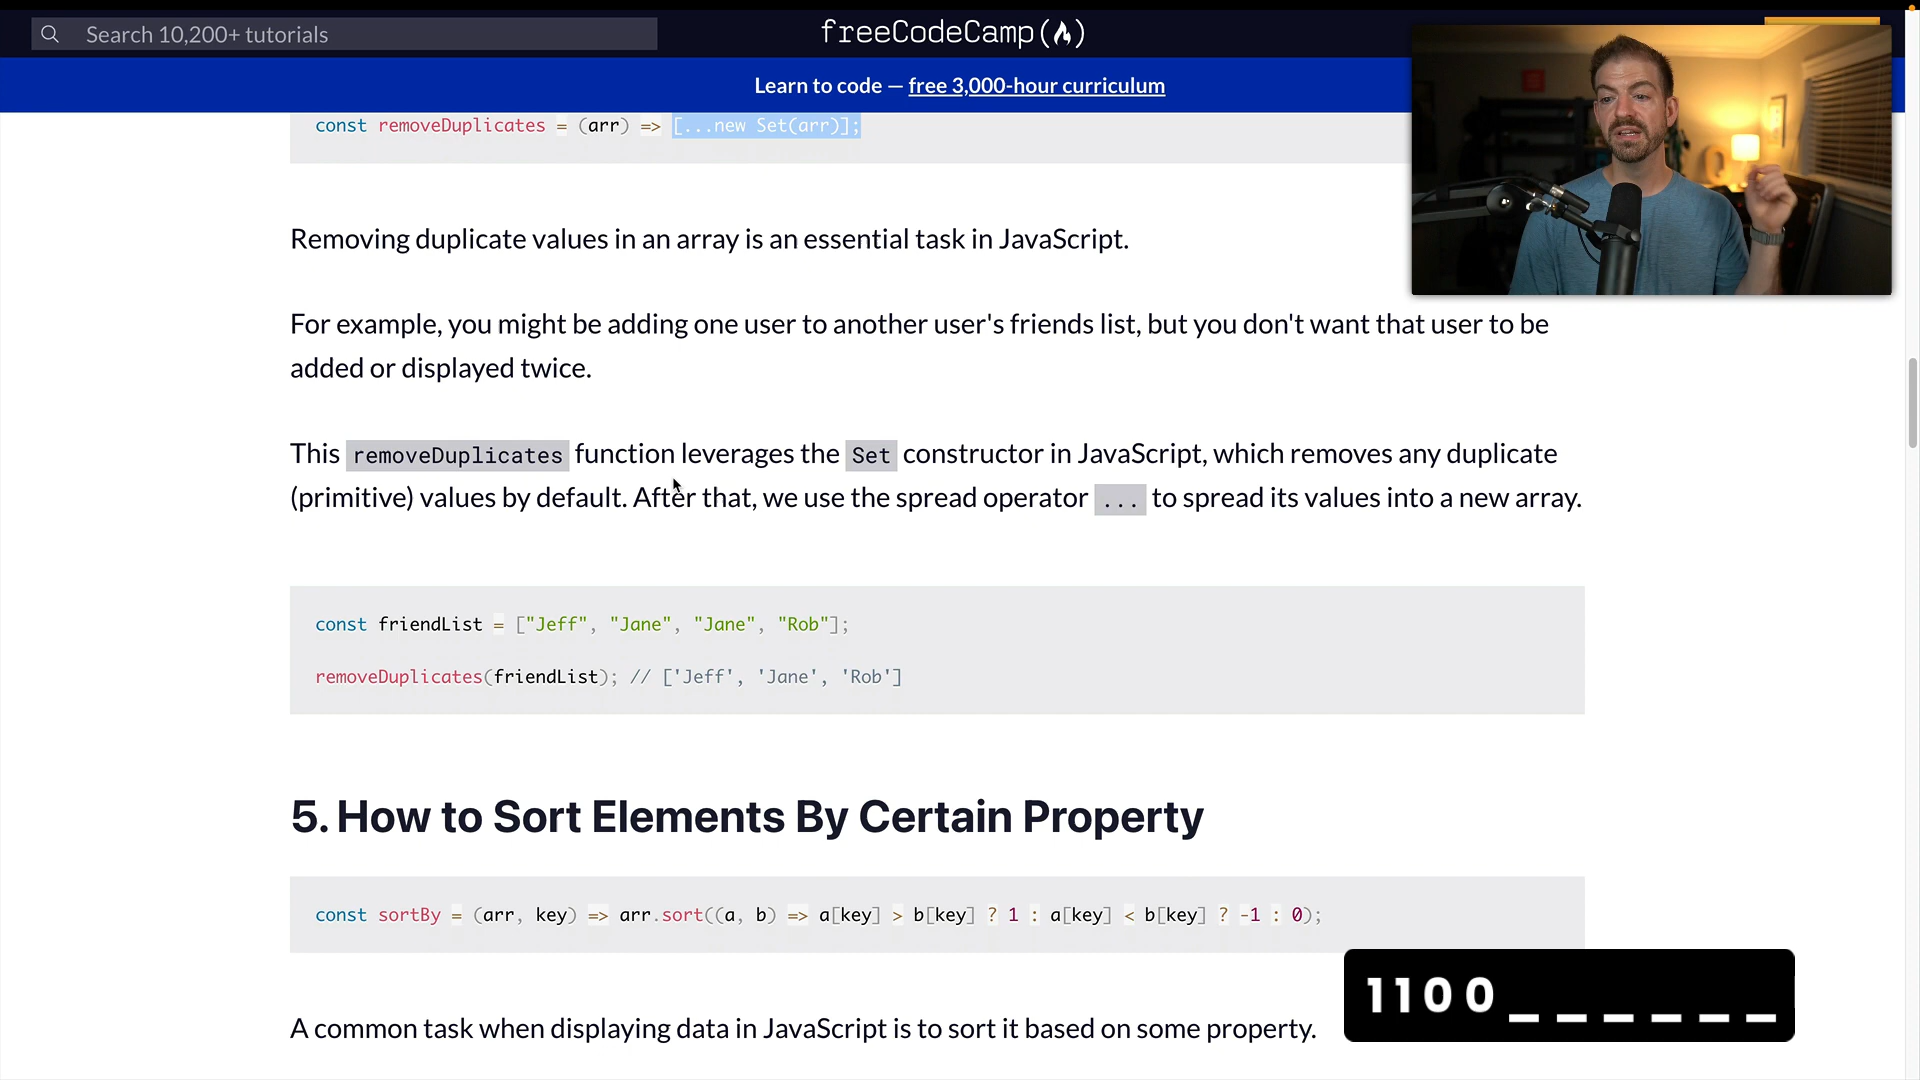 Search 10,200+ tutorials
freeCodeCamp(🔥)
Learn to code — free 3,000-hour curriculum
const removeDuplicates = (arr) => [...new Set(arr)];
Removing duplicate values in an array is an essential task in JavaScript.
For example, you might be adding one user to another user's friends list, but you don't want that user to be
added or displayed twice.
This removeDuplicates function leverages the Set constructor in JavaScript, which removes any duplicate
(primitive) values by default. After that, we use the spread operator ... to spread its values into a new array.
const friendList = ["Jeff", "Jane", "Jane", "Rob"];
removeDuplicates(friendList); // ['Jeff', 'Jane', 'Rob']
5. How to Sort Elements By Certain Property
const sortBy = (arr, key) => arr.sort((a, b) => a[key] > b[key] ? 1 : a[key] < b[key] ? -1 : 0);
A common task when displaying data in JavaScript is to sort it based on some property.
1100______